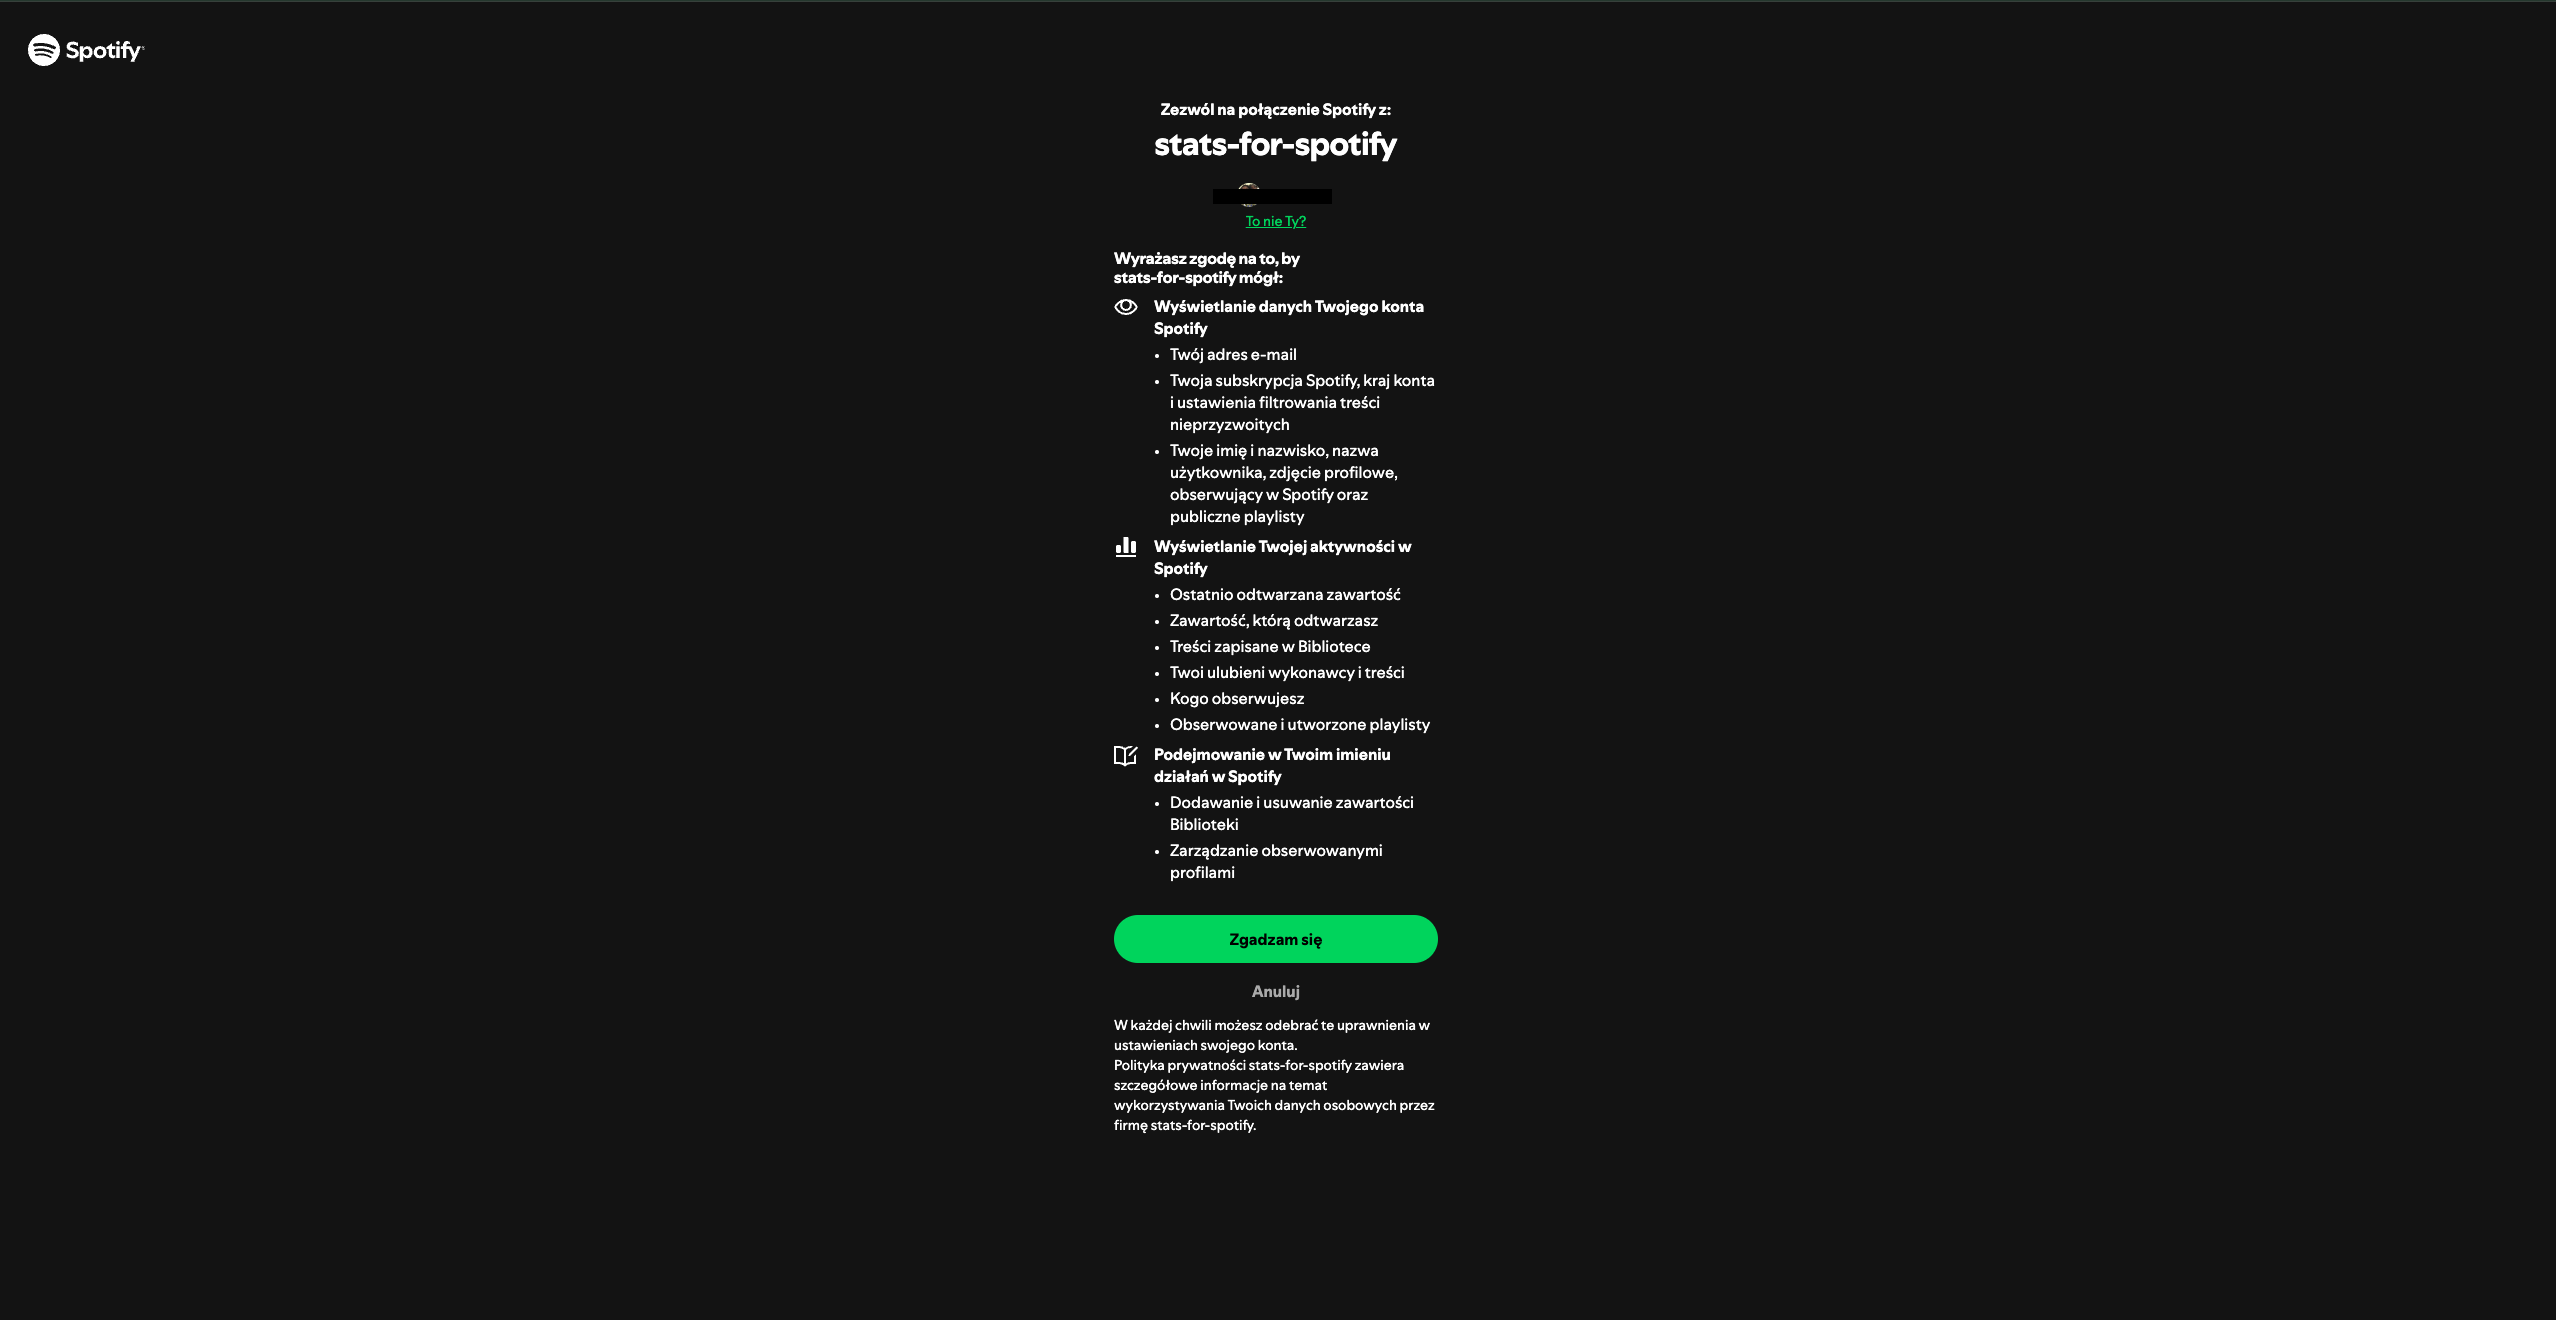 Spotify
Zezwól na połączenie Spotify z:
stats-for-spotify
To nie Ty?
Wyrażasz zgodę na to, by
stats-for-spotify mógł:
Wyświetlanie danych Twojego konta
Spotify
• Twój adres e-mail
• Twoja subskrypcja Spotify, kraj konta
i ustawienia filtrowania treści
nieprzyzwoitych
• Twoje imię i nazwisko, nazwa
użytkownika, zdjęcie profilowe,
obserwujący w Spotify oraz
publiczne playlisty
Wyświetlanie Twojej aktywności w
Spotify
• Ostatnio odtwarzana zawartość
• Zawartość, którą odtwarzasz
• Treści zapisane w Bibliotece
• Twoi ulubieni wykonawcy i treści
• Kogo obserwujesz
• Obserwowane i utworzone playlisty
Podejmowanie w Twoim imieniu
działań w Spotify
• Dodawanie i usuwanie zawartości
Biblioteki
• Zarządzanie obserwowanymi
profilami
Zgadzam się
Anuluj
W każdej chwili możesz odebrać te uprawnienia w
ustawieniach swojego konta.
Polityka prywatności stats-for-spotify zawiera
szczegółowe informacje na temat
wykorzystywania Twoich danych osobowych przez
firmę stats-for-spotify.